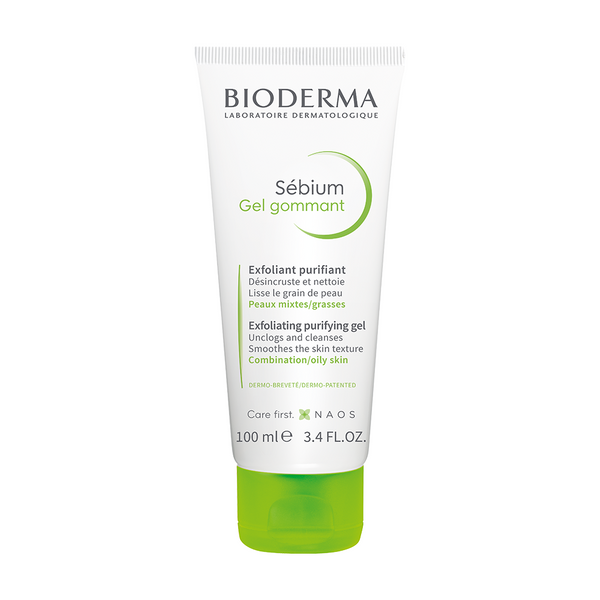 BIODERMA
LABORATOIRE DERMATOLOGIQUE
Sébium
Gel gommant
Exfoliant purifiant
Désincruste et nettoie
Lisse le grain de peau
Peaux mixtes/grasses
Exfoliating purifying gel
Unclogs and cleanses
Smoothes the skin texture
Combination/oily skin
DERMO-BREVETÉ/DERMO-PATENTED
Care first. NAOS
100 ml e 3.4 FL.OZ.